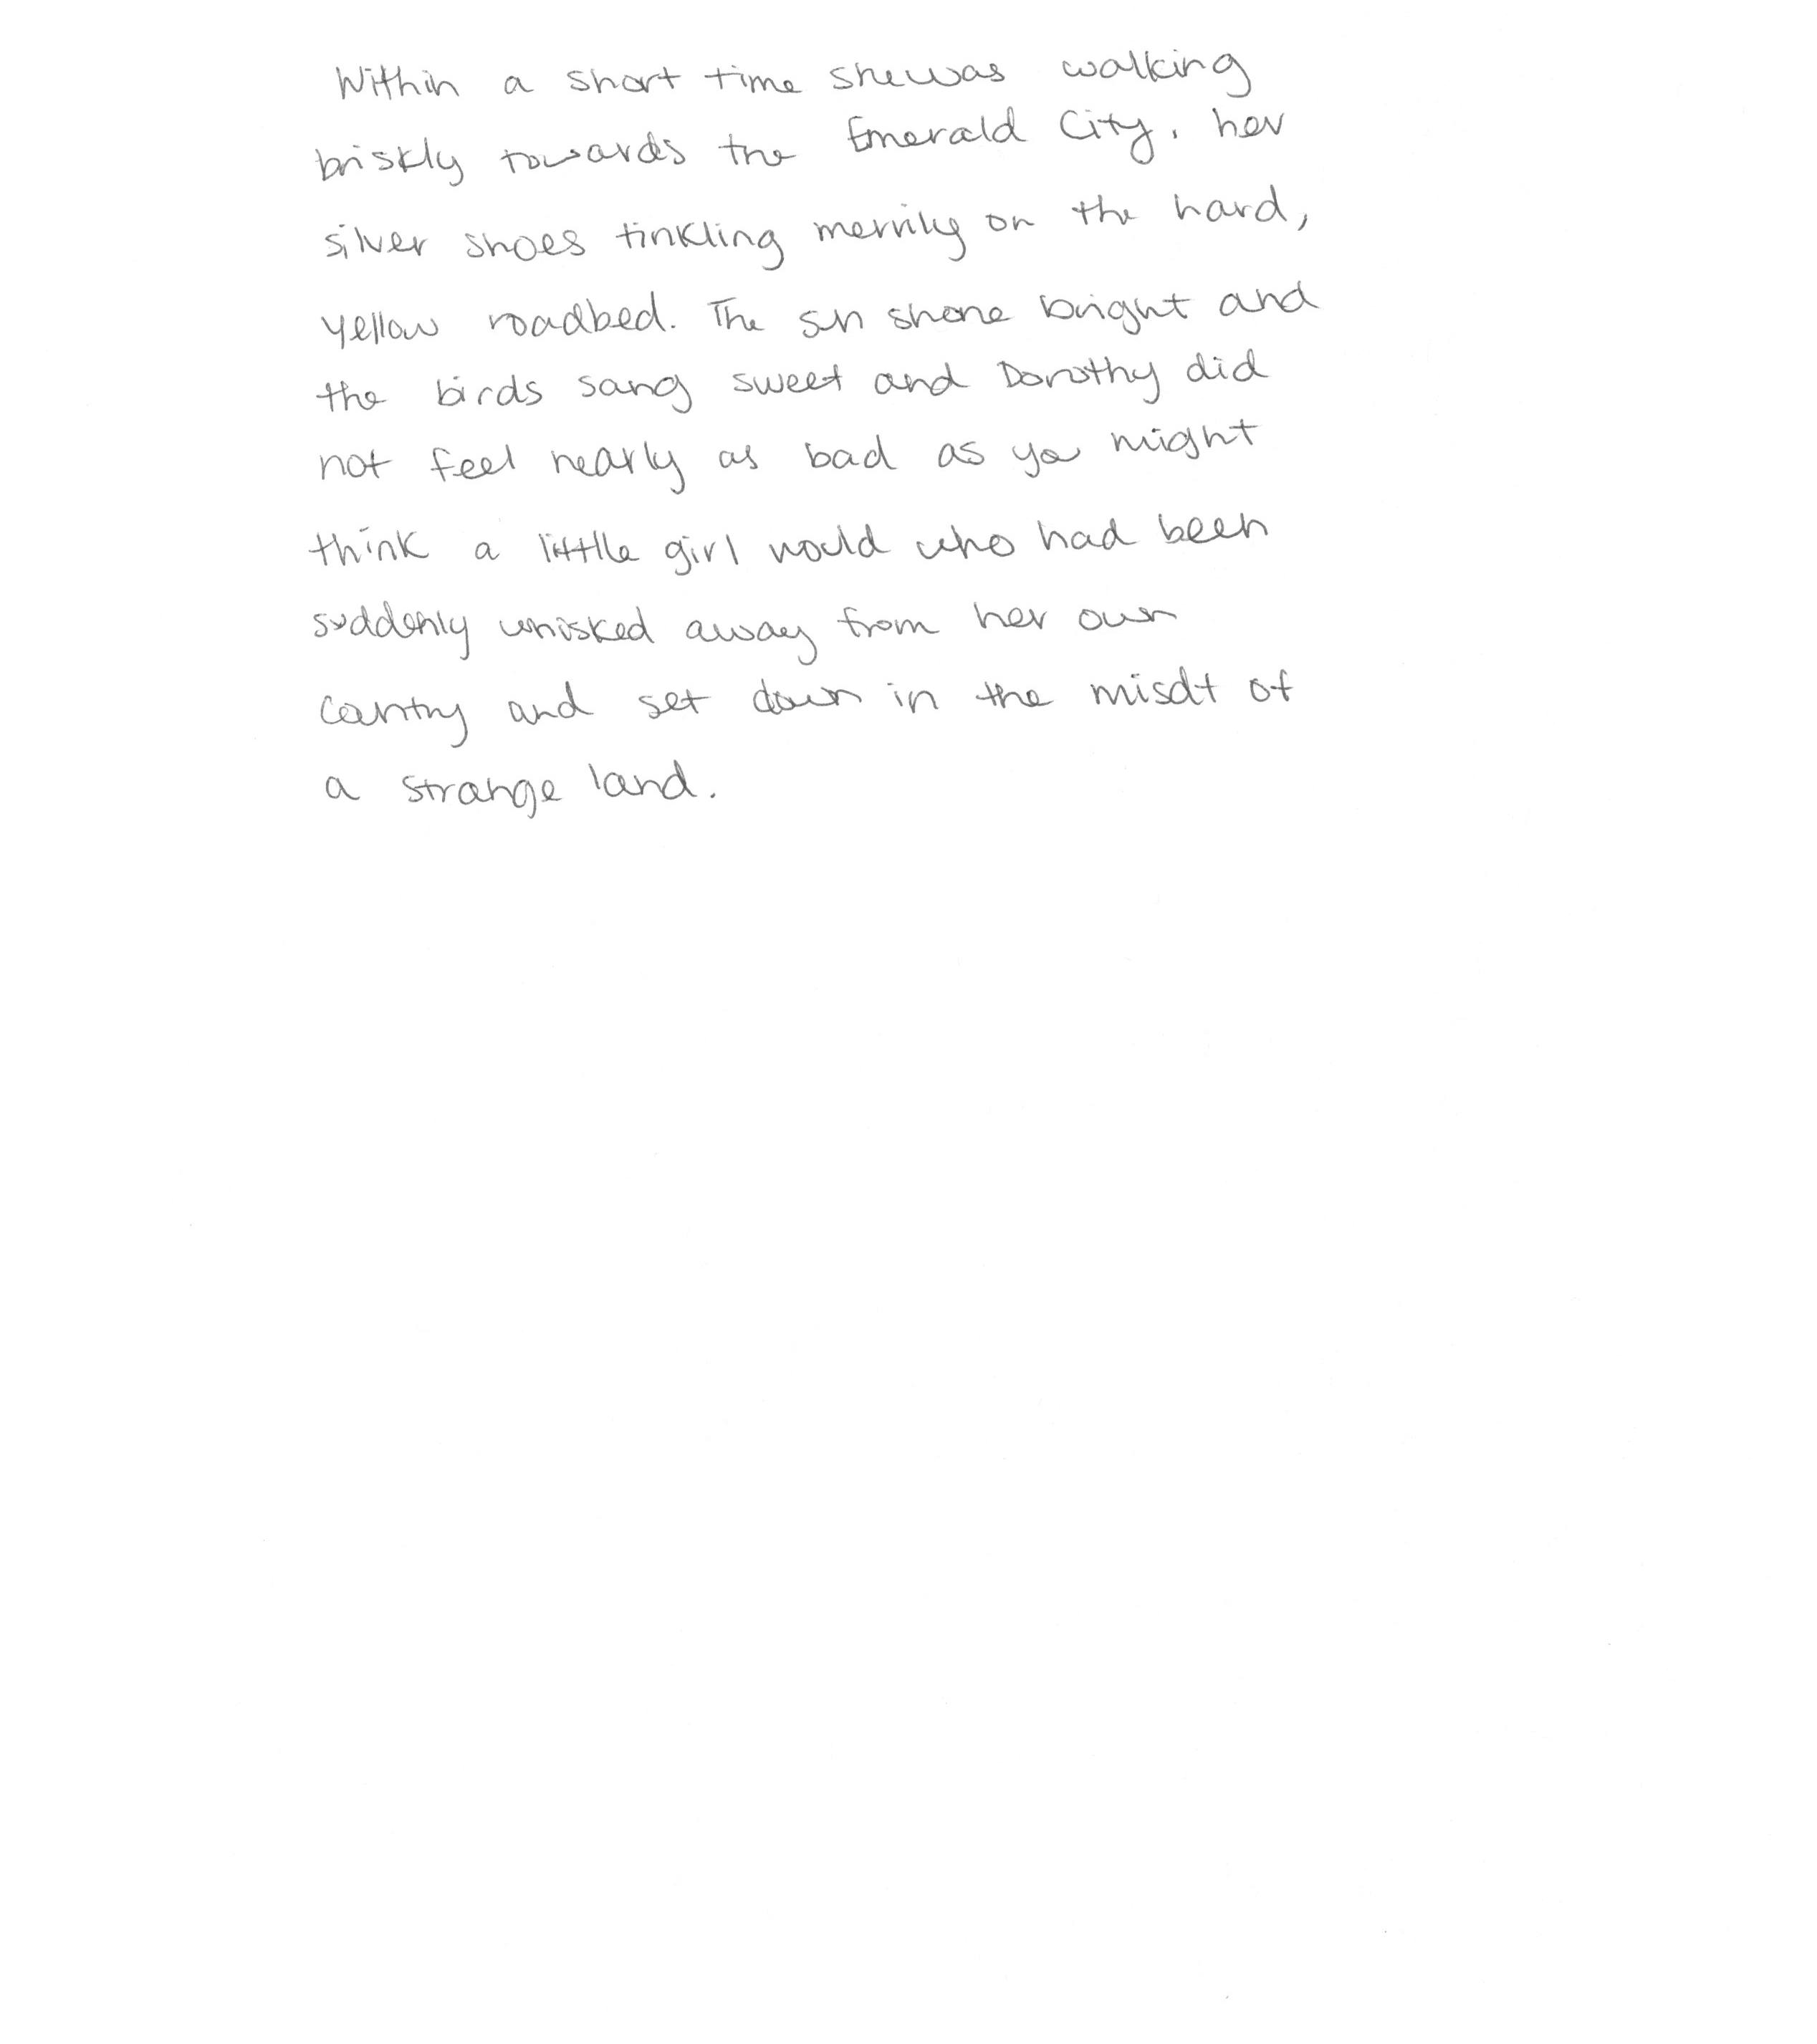 Within a short time she was walking
briskly towards the Emerald City, her
silver shoes tinkling merrily on the hard,
yellow roadbed. The sun shone bright and
the birds sang sweet and Dorothy did
not feel nearly as bad as you might
think a littlle girl would who had been
suddenly whisked away from her own
country and set down in the misdt of
a strange land.